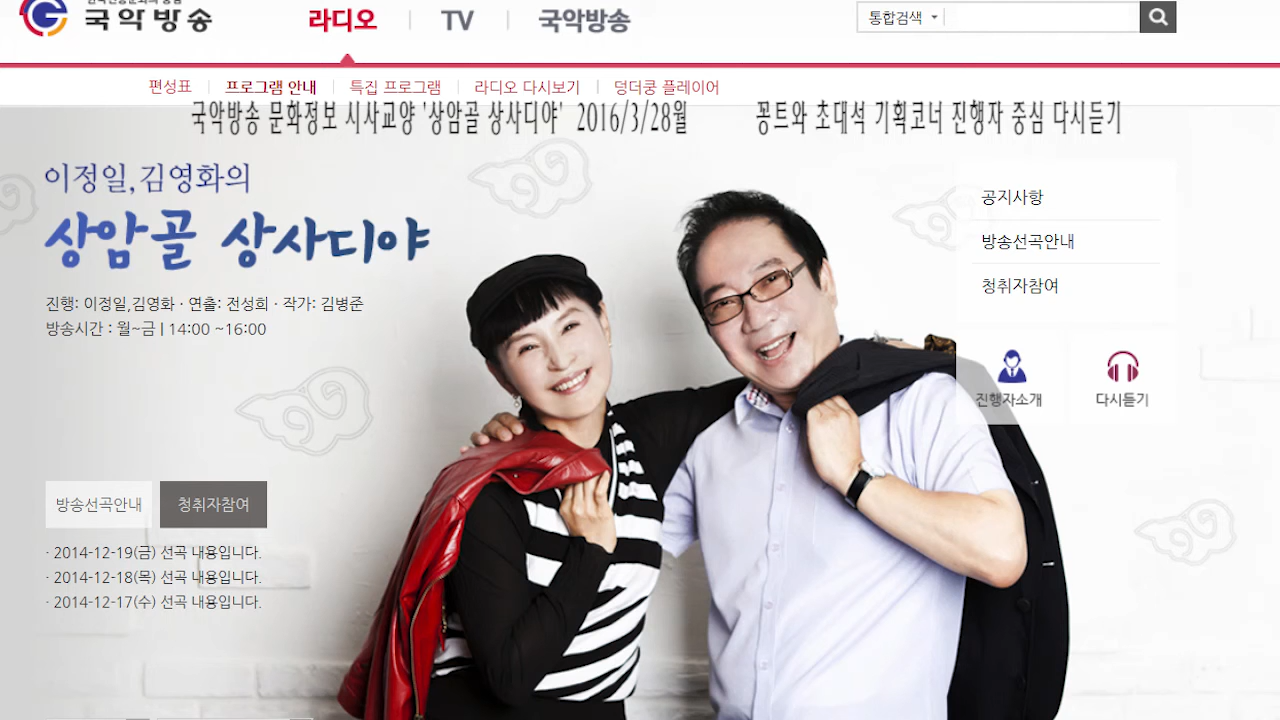 국악방송
라디오 | TV | 국악방송
통합검색
편성표 | 프로그램 안내 | 특집 프로그램 | 라디오 다시보기 | 덩더쿵 플레이어
국악방송 문화정보 시사교양 '상암골 상사디야' 2016/3/28월 꽁트와 초대석 기획코너 진행자 중심 다시듣기
이정일,김영화의
상암골 상사디야
진행: 이정일,김영화 · 연출: 전성희 · 작가: 김병준
방송시간 : 월~금 | 14:00 ~16:00
공지사항
방송선곡안내
청취자참여
진행자소개
다시듣기
방송선곡안내
청취자참여
· 2014-12-19(금) 선곡 내용입니다.
· 2014-12-18(목) 선곡 내용입니다.
· 2014-12-17(수) 선곡 내용입니다.